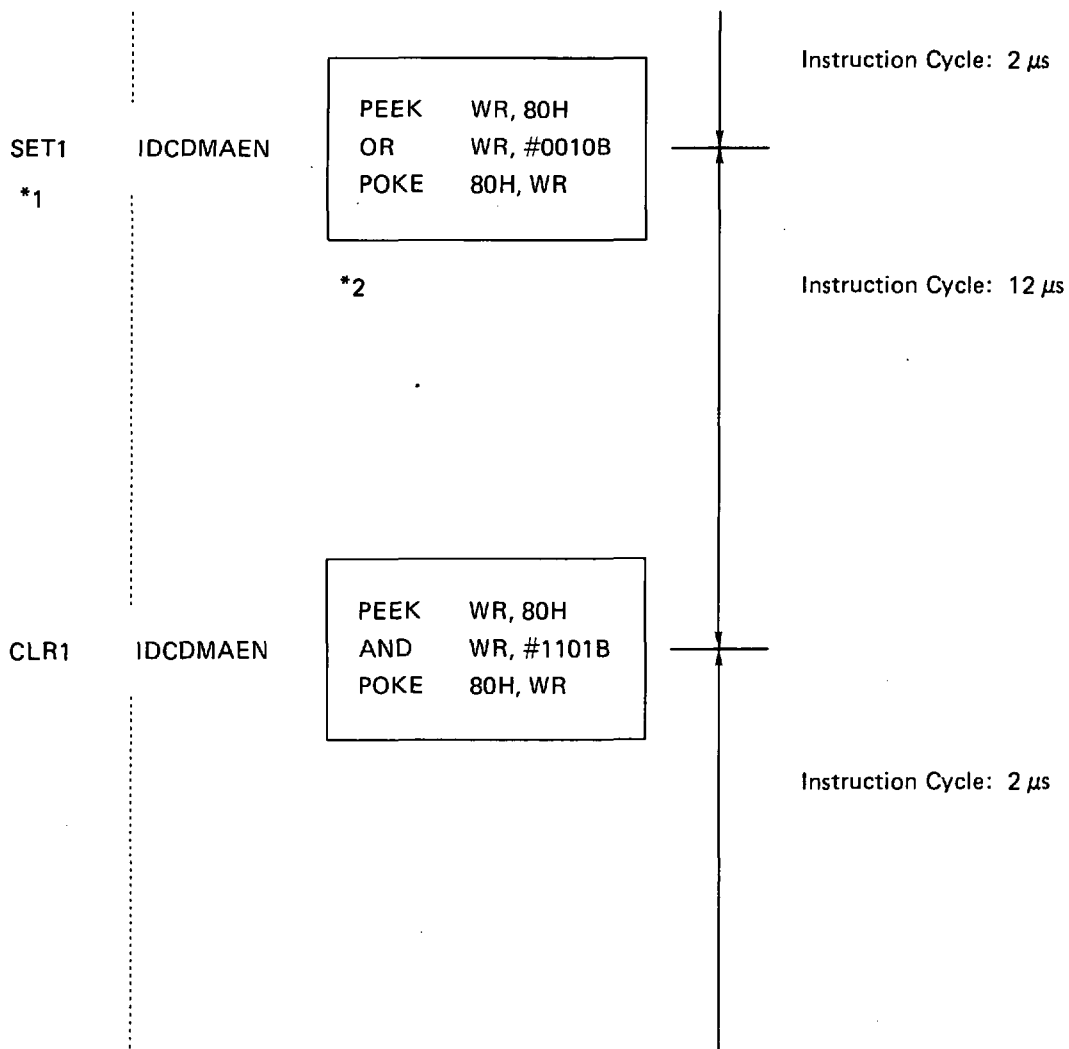 Instruction Cycle: 2 μs
PEEK WR, 80H
SET1 IDCDMAEN OR WR, #0010B
*1 POKE 80H, WR
*2 Instruction Cycle: 12 μs
PEEK WR, 80H
CLR1 IDCDMAEN AND WR, #1101B
POKE 80H, WR
Instruction Cycle: 2 μs